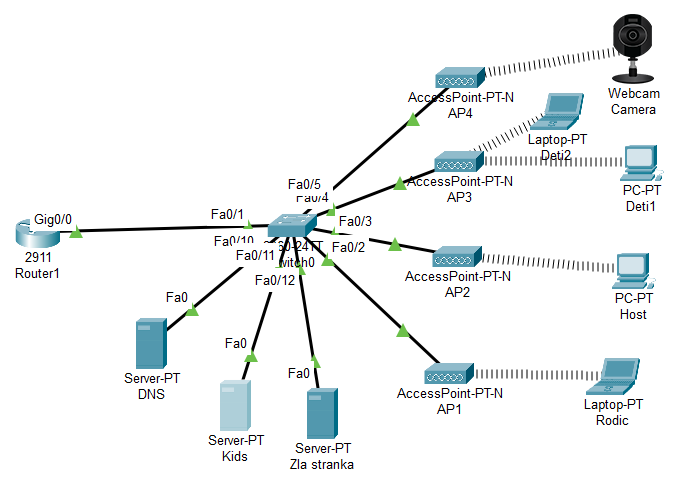 Webcam
Camera
AccessPoint-PT-N
AP4
Laptop-PT
Deti2
AccessPoint-PT-N
AP3
PC-PT
Deti1
Fa0/5
Fa0/4
Fa0/1
Gig0/0
Fa0/3
Fa0/10
Fa0/2
Fa0/11
2911
Router1
Fa0/12
AccessPoint-PT-N
AP2
PC-PT
Host
Fa0
Fa0
Fa0
Server-PT
DNS
AccessPoint-PT-N
AP1
Laptop-PT
Rodic
Server-PT
Kids
Server-PT
Zla stranka